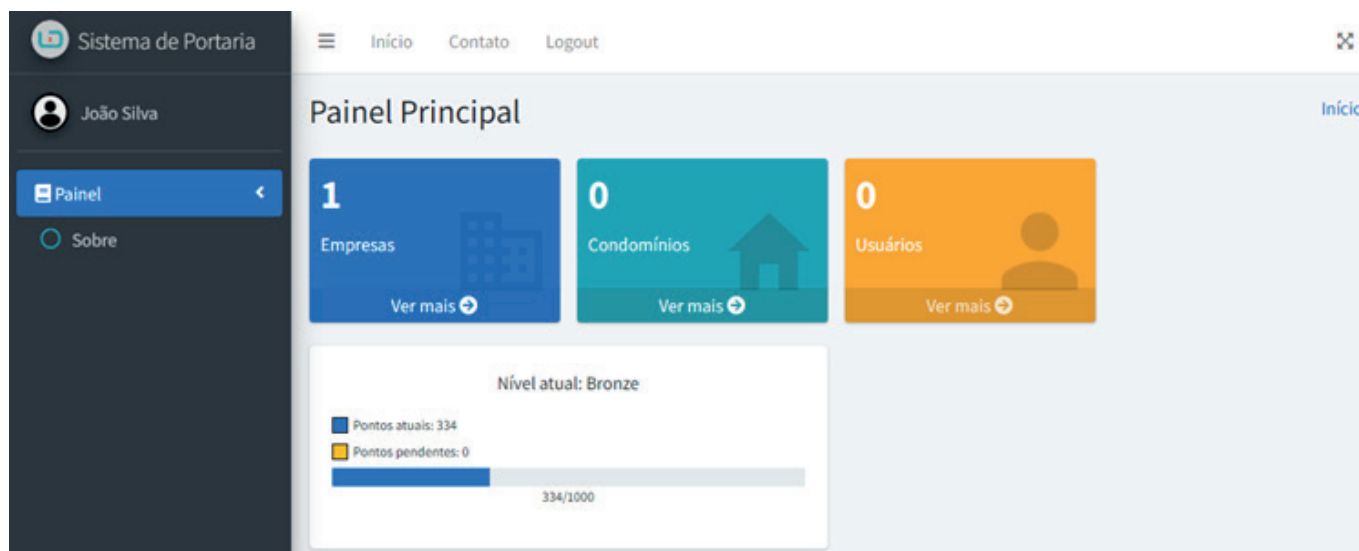 Sistema de Portaria
Início Contato Logout
João Silva
Painel
Sobre
Painel Principal
Início
1
Empresas
Ver mais
0
Condomínios
Ver mais
0
Usuários
Ver mais
Nível atual: Bronze
Pontos atuais: 334
Pontos pendentes: 0
334/1000